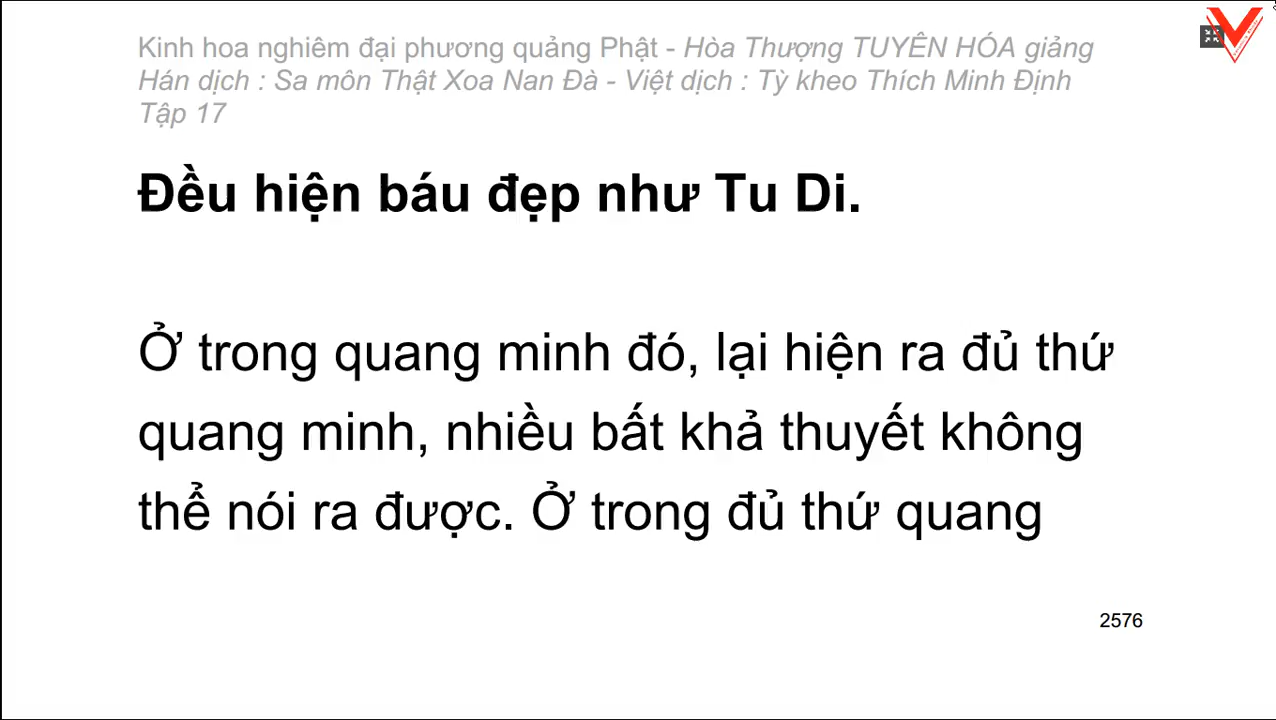 Kinh hoa nghiêm đại phương quảng Phật - Hòa Thượng TUYÊN HÓA giảng
Hán dịch : Sa môn Thật Xoa Nan Đà - Việt dịch : Tỳ kheo Thích Minh Định
Tập 17
Đều hiện báu đẹp như Tu Di.
Ở trong quang minh đó, lại hiện ra đủ thứ
quang minh, nhiều bất khả thuyết không
thể nói ra được. Ở trong đủ thứ quang
2576